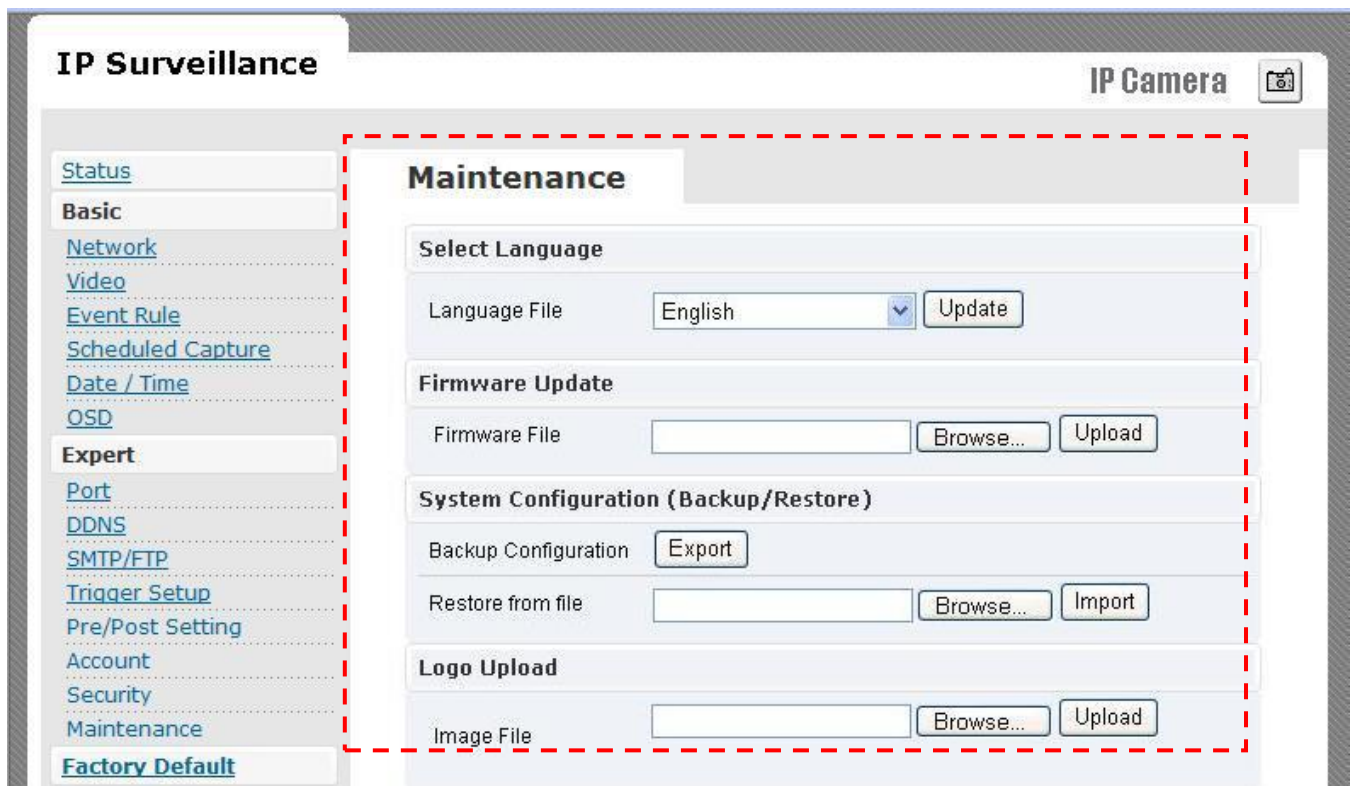 IP Surveillance
IP Camera
Status
Basic
Network
Video
Event Rule
Scheduled Capture
Date / Time
OSD
Expert
Port
DDNS
SMTP/FTP
Trigger Setup
Pre/Post Setting
Account
Security
Maintenance
Factory Default
Maintenance
Select Language
Language File English Update
Firmware Update
Firmware File Browse... Upload
System Configuration (Backup/Restore)
Backup Configuration Export
Restore from file Browse... Import
Logo Upload
Image File Browse... Upload